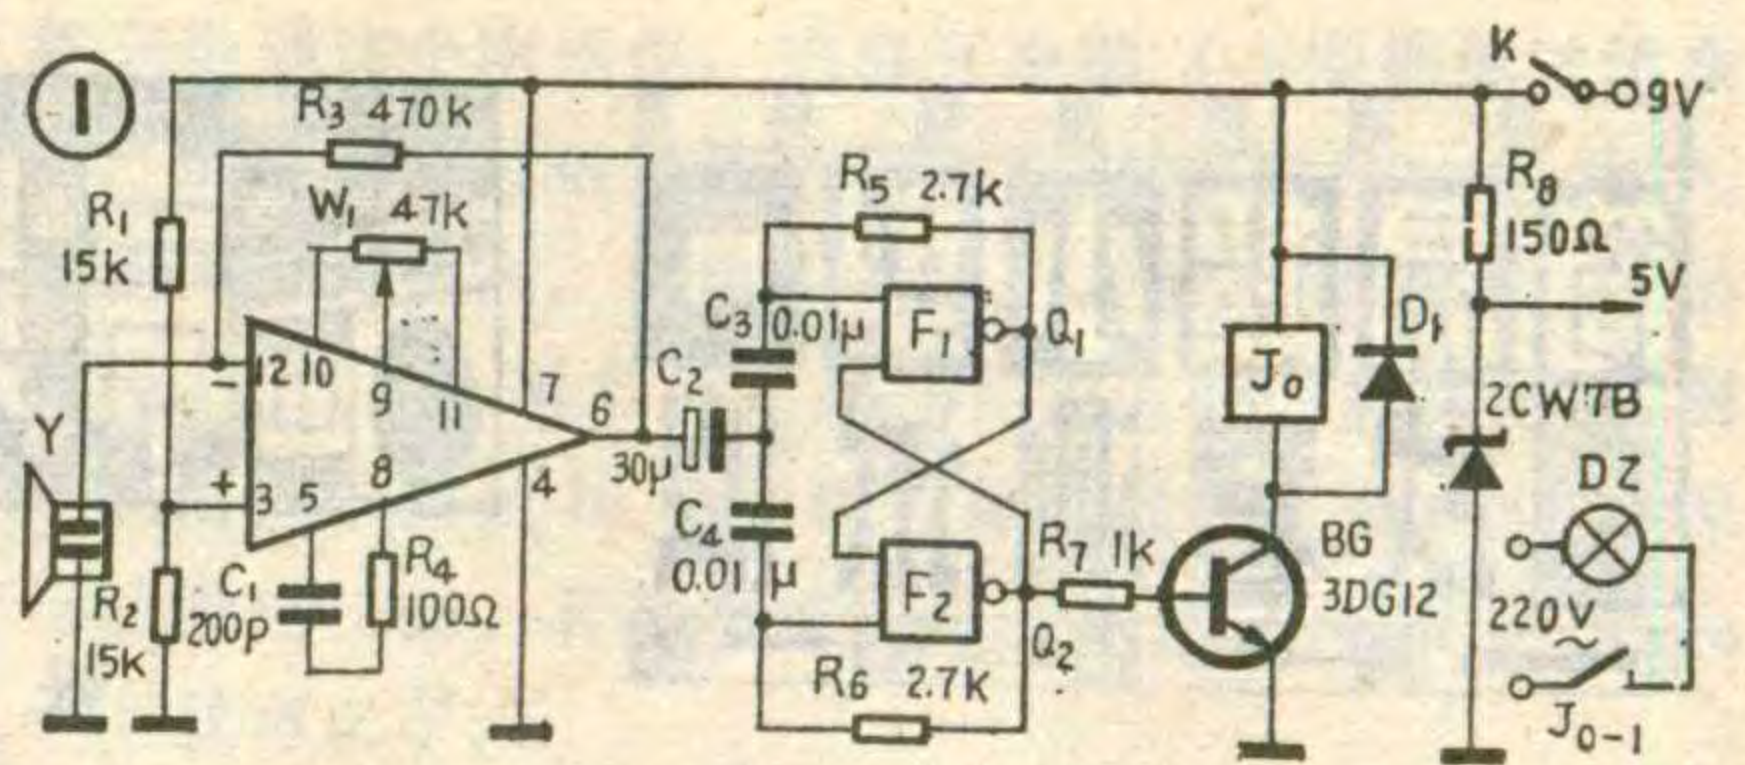 1
K
9V
R₃ 470k
R₁
15k
W₁ 47k
R₅ 2.7k
R₈
150Ω
5V
C₃ 0.01μ
F₁
Q₁
J₀
D₁
12 10
9
11
7
6
−
Y
C₂
30μ
2CW7B
DZ
+
3 5
8
4
C₄
0.01 μ
R₂
15k
C₁
200p
R₄
100Ω
F₂
R₇ 1k
Q₂
BG
3DG12
220V
~
R₆ 2.7k
J₀₋₁